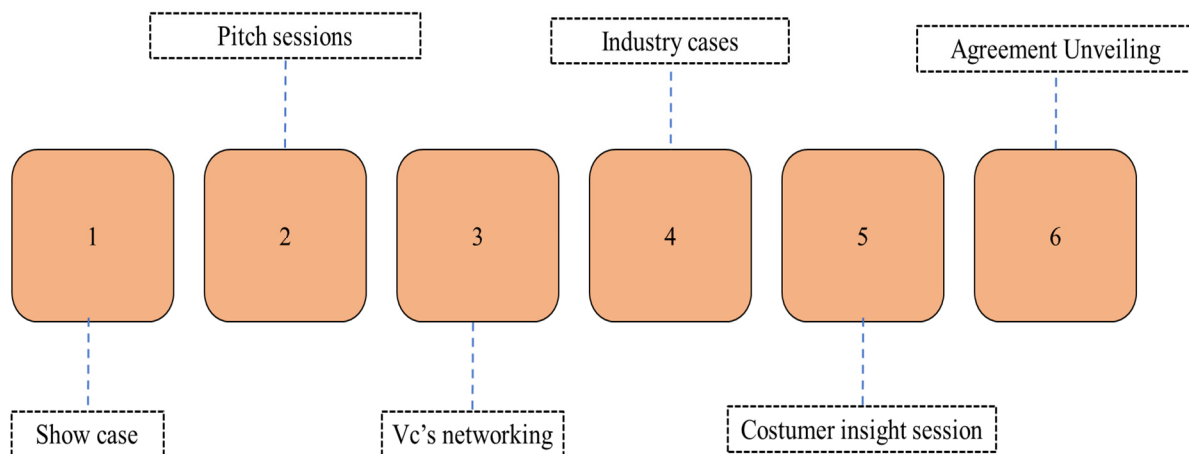 Pitch sessions
Industry cases
Agreement Unveiling
1
2
3
4
5
6
Show case
Vc’s networking
Costumer insight session